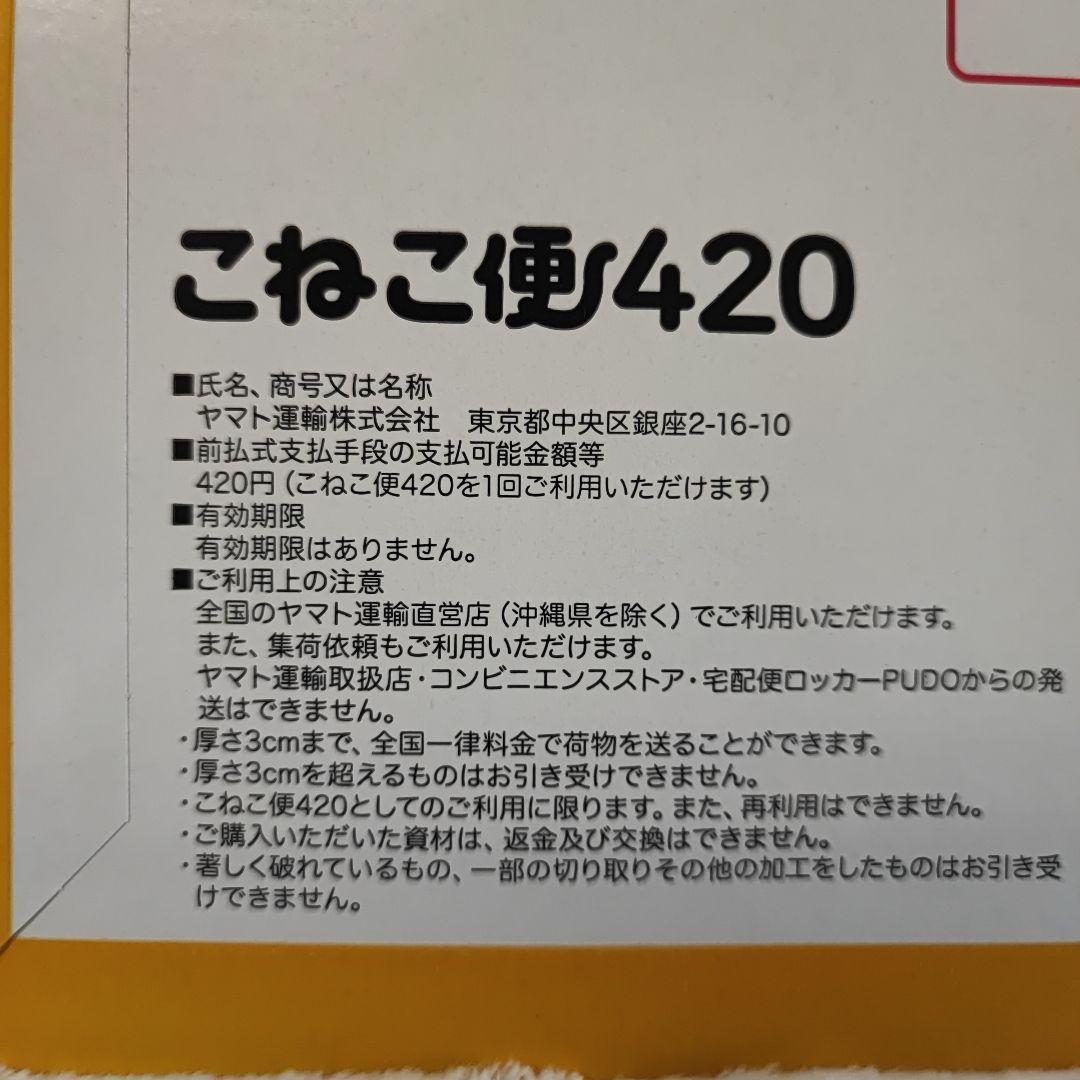 こねこ便420
■氏名、商号又は名称
ヤマト運輸株式会社 東京都中央区銀座2-16-10
■前払式支払手段の支払可能金額等
420円（こねこ便420を1回ご利用いただけます）
■有効期限
有効期限はありません。
■ご利用上の注意
全国のヤマト運輸直営店（沖縄県を除く）でご利用いただけます。
また、集荷依頼もご利用いただけます。
ヤマト運輸取扱店・コンビニエンスストア・宅配便ロッカーPUDOからの発
送はできません。
・厚さ3cmまで、全国一律料金で荷物を送ることができます。
・厚さ3cmを超えるものはお引き受けできません。
・こねこ便420としてのご利用に限ります。また、再利用はできません。
・ご購入いただいた資材は、返金及び交換はできません。
・著しく破れているもの、一部の切り取りその他の加工をしたものはお引き受
けできません。